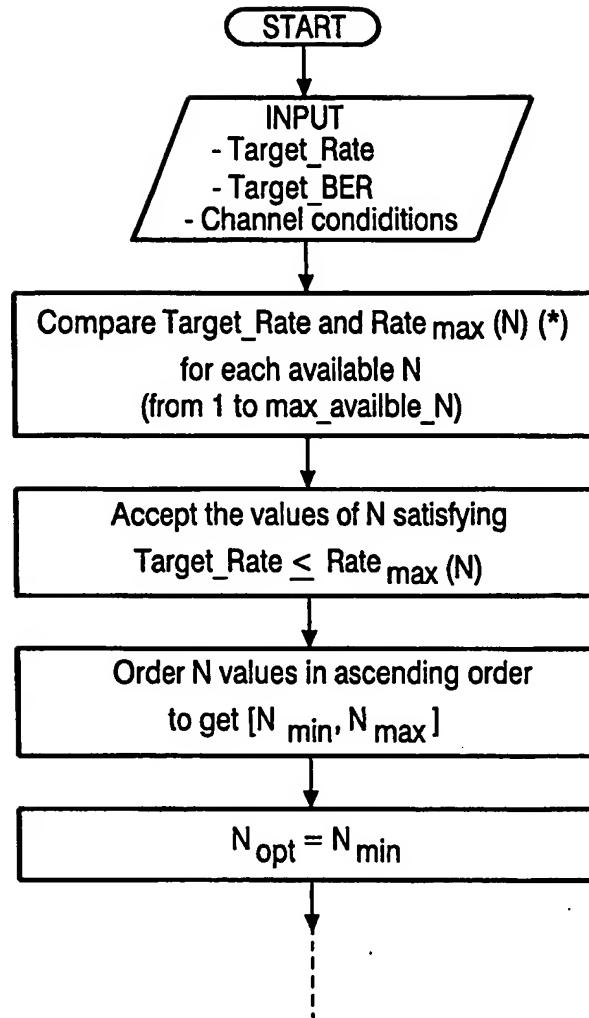 START
INPUT
- Target_Rate
- Target_BER
- Channel condiditions
Compare Target_Rate and Rate max (N) (*)
for each available N
(from 1 to max_availble_N)
Accept the values of N satisfying
Target_Rate ≤ Rate max (N)
Order N values in ascending order
to get [N min, N max ]
N opt = N min